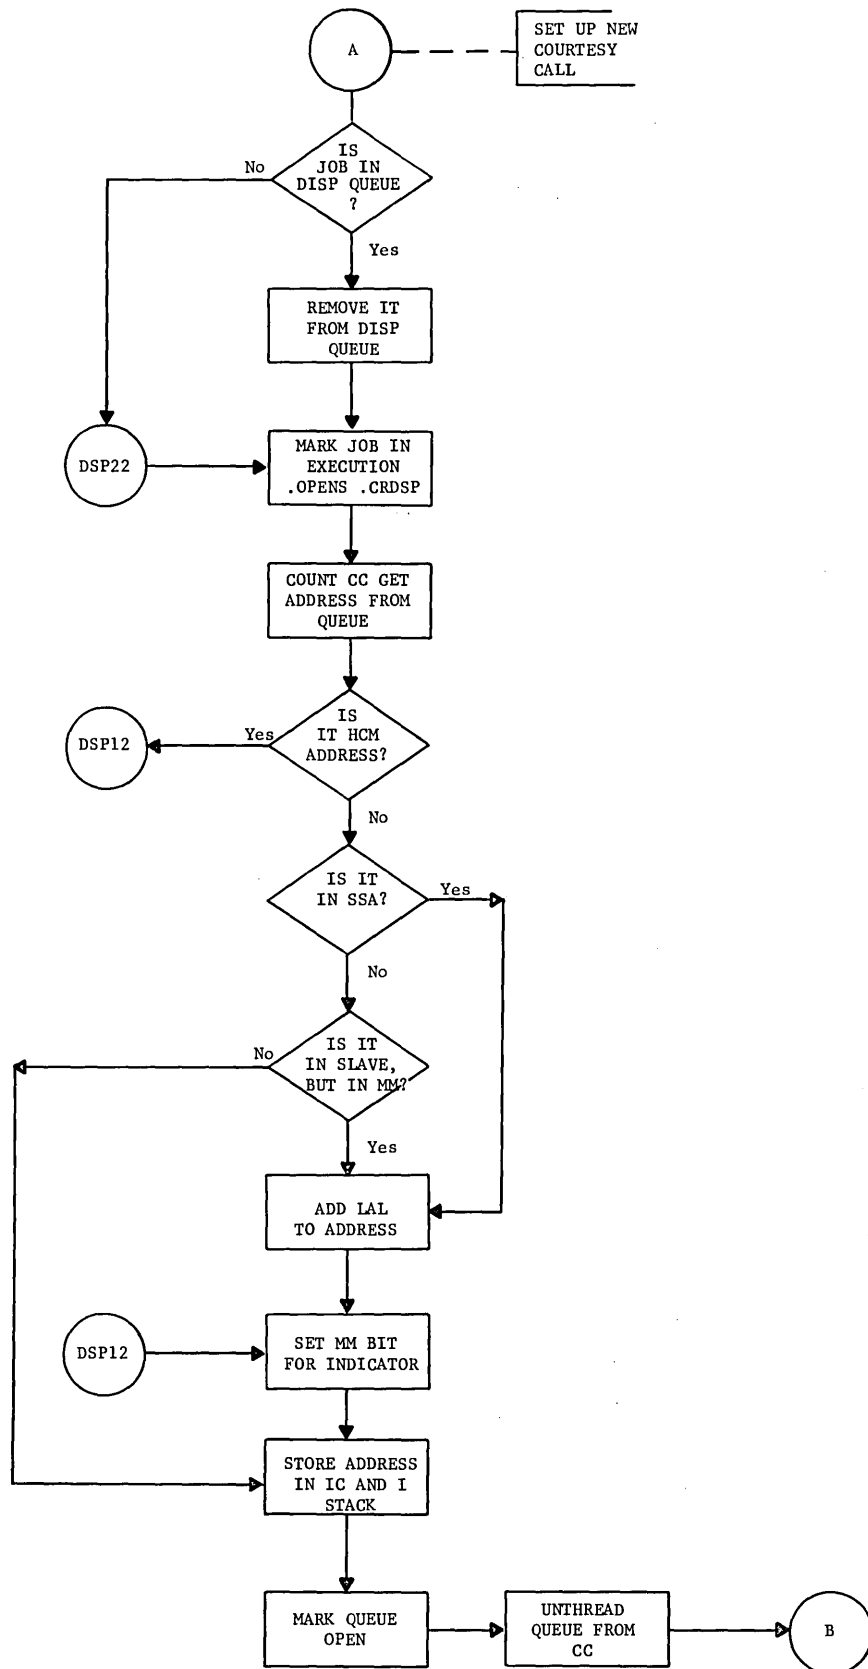 A
SET UP NEW
COURTESY
CALL
IS
JOB IN
DISP QUEUE
?
No
Yes
REMOVE IT
FROM DISP
QUEUE
DSP22
MARK JOB IN
EXECUTION
.OPENS .CRDSP
COUNT CC GET
ADDRESS FROM
QUEUE
IS
IT HCM
ADDRESS?
Yes
DSP12
No
IS IT
IN SSA?
Yes
No
IS IT
IN SLAVE,
BUT IN MM?
No
Yes
ADD LAL
TO ADDRESS
DSP12
SET MM BIT
FOR INDICATOR
STORE ADDRESS
IN IC AND I
STACK
MARK QUEUE
OPEN
UNTHREAD
QUEUE FROM
CC
B